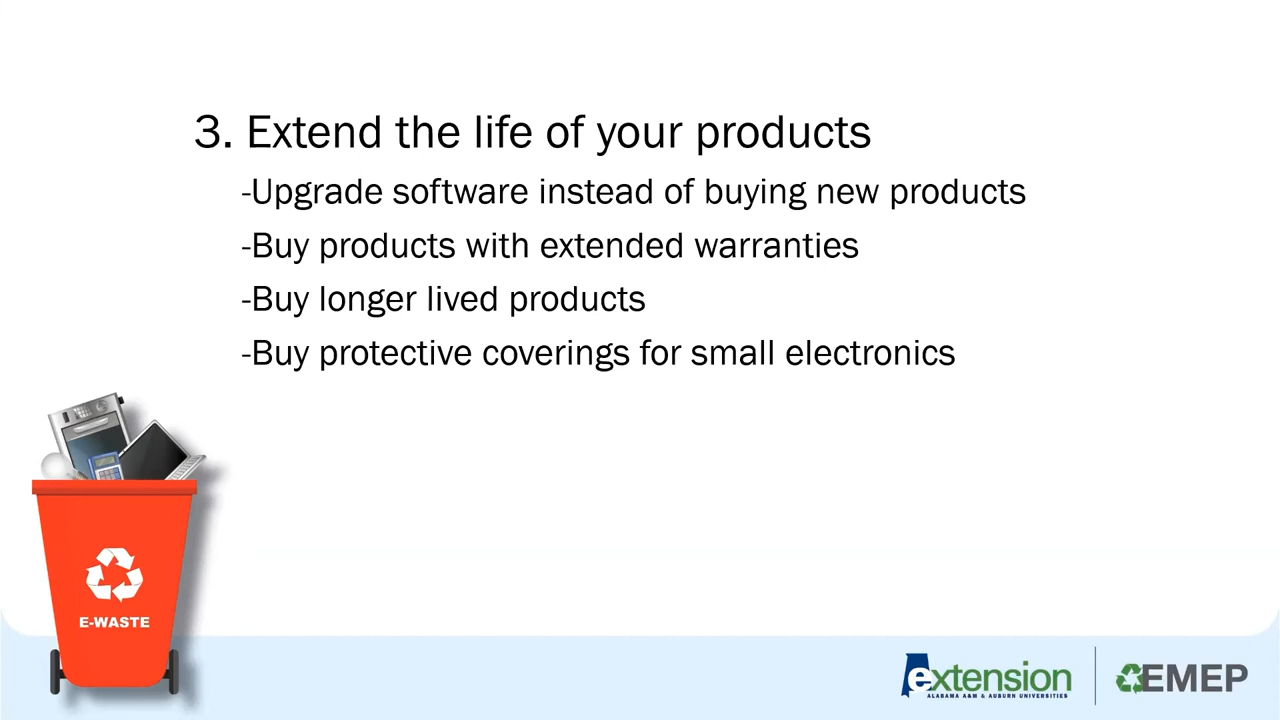 3. Extend the life of your products
-Upgrade software instead of buying new products
-Buy products with extended warranties
-Buy longer lived products
-Buy protective coverings for small electronics
E-WASTE
extension
ALABAMA A&M & AUBURN UNIVERSITIES
EMEP